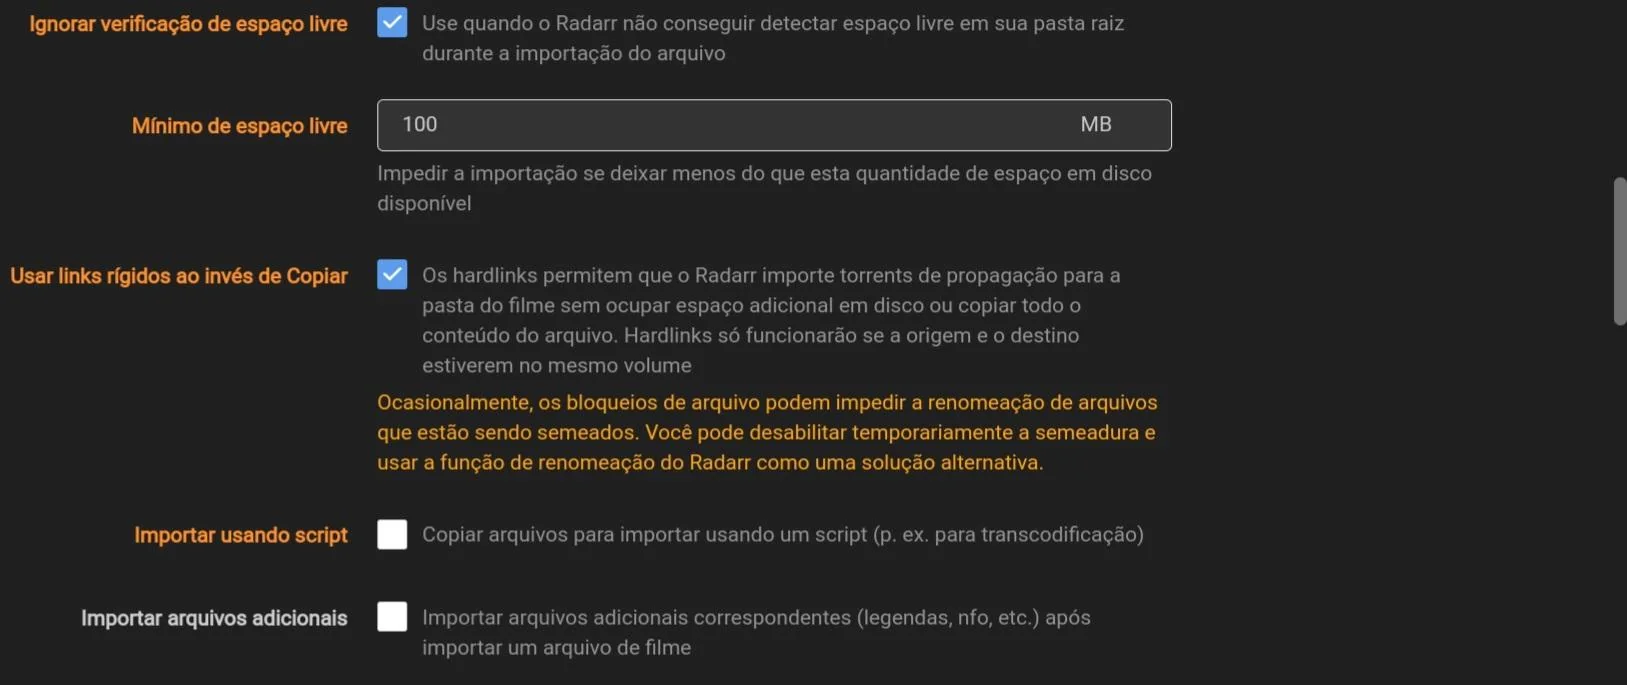 Ignorar verificação de espaço livre
Use quando o Radarr não conseguir detectar espaço livre em sua pasta raiz
durante a importação do arquivo
Mínimo de espaço livre
100 MB
Impedir a importação se deixar menos do que esta quantidade de espaço em disco
disponível
Usar links rígidos ao invés de Copiar
Os hardlinks permitem que o Radarr importe torrents de propagação para a
pasta do filme sem ocupar espaço adicional em disco ou copiar todo o
conteúdo do arquivo. Hardlinks só funcionarão se a origem e o destino
estiverem no mesmo volume
Ocasionalmente, os bloqueios de arquivo podem impedir a renomeação de arquivos
que estão sendo semeados. Você pode desabilitar temporariamente a semeadura e
usar a função de renomeação do Radarr como uma solução alternativa.
Importar usando script
Copiar arquivos para importar usando um script (p. ex. para transcodificação)
Importar arquivos adicionais
Importar arquivos adicionais correspondentes (legendas, nfo, etc.) após
importar um arquivo de filme